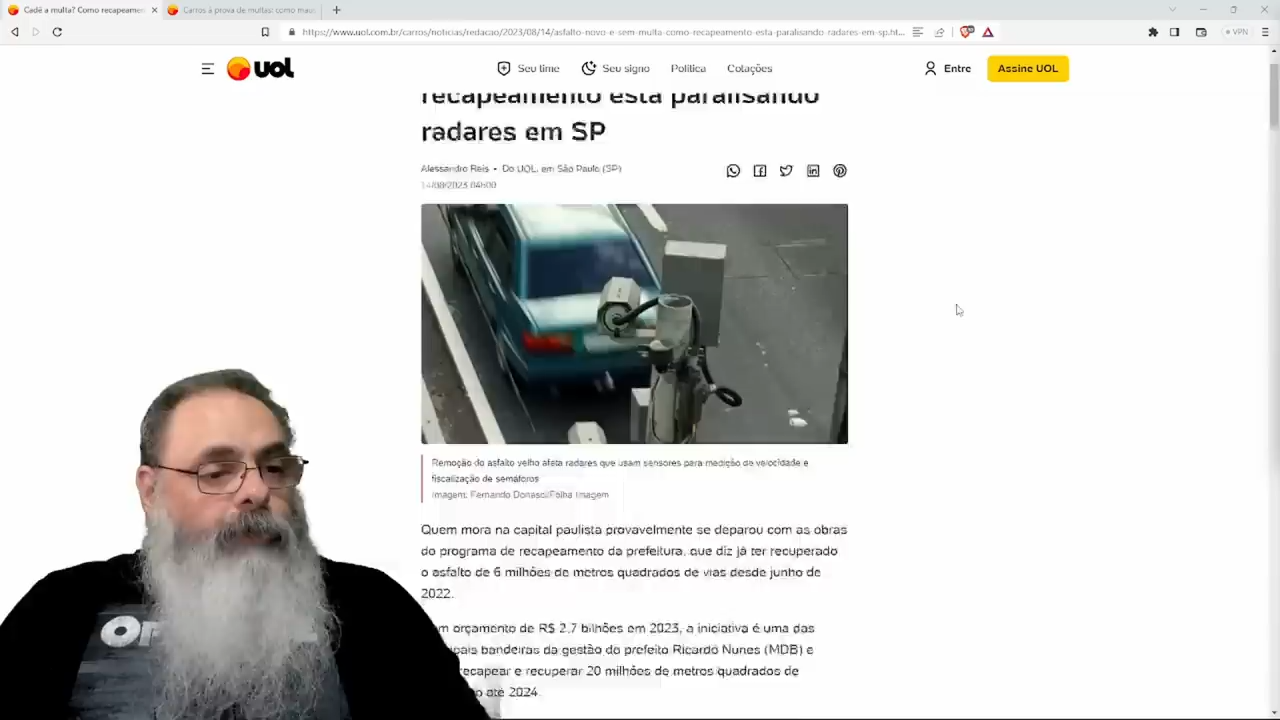 Cadê a multa? Como recapeamen
Carros à prova de multas: como mau
https://www.uol.com.br/carros/noticias/redacao/2023/08/14/asfalto-novo-e-sem-multa-como-recapeamento-esta-paralisando-radares-em-sp.ht...
VPN
UOL
Seu time
Seu signo
Política
Cotações
Entre
Assine UOL
recapeamento está paralisando
radares em SP
Alessandro Reis • Do UOL, em São Paulo (SP)
14/08/2023 04h00
Remoção do asfalto velho afeta radares que usam sensores para medição de velocidade e
fiscalização de semáforos
Imagem: Fernando Donasci/Folha Imagem
Quem mora na capital paulista provavelmente se deparou com as obras
do programa de recapeamento da prefeitura, que diz já ter recuperado
o asfalto de 6 milhões de metros quadrados de vias desde junho de
2022.
orçamento de R$ 2,7 bilhões em 2023, a iniciativa é uma das
bandeiras da gestão do prefeito Ricardo Nunes (MDB) e
recapear e recuperar 20 milhões de metros quadrados de
até 2024.